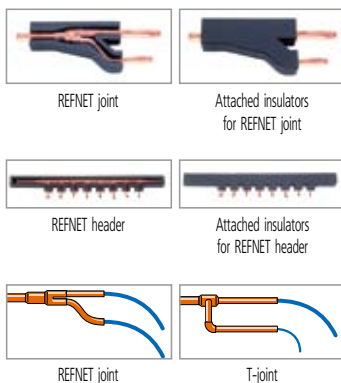 REFNET joint
Attached insulators
for REFNET joint
REFNET header
Attached insulators
for REFNET header
REFNET joint
T-joint